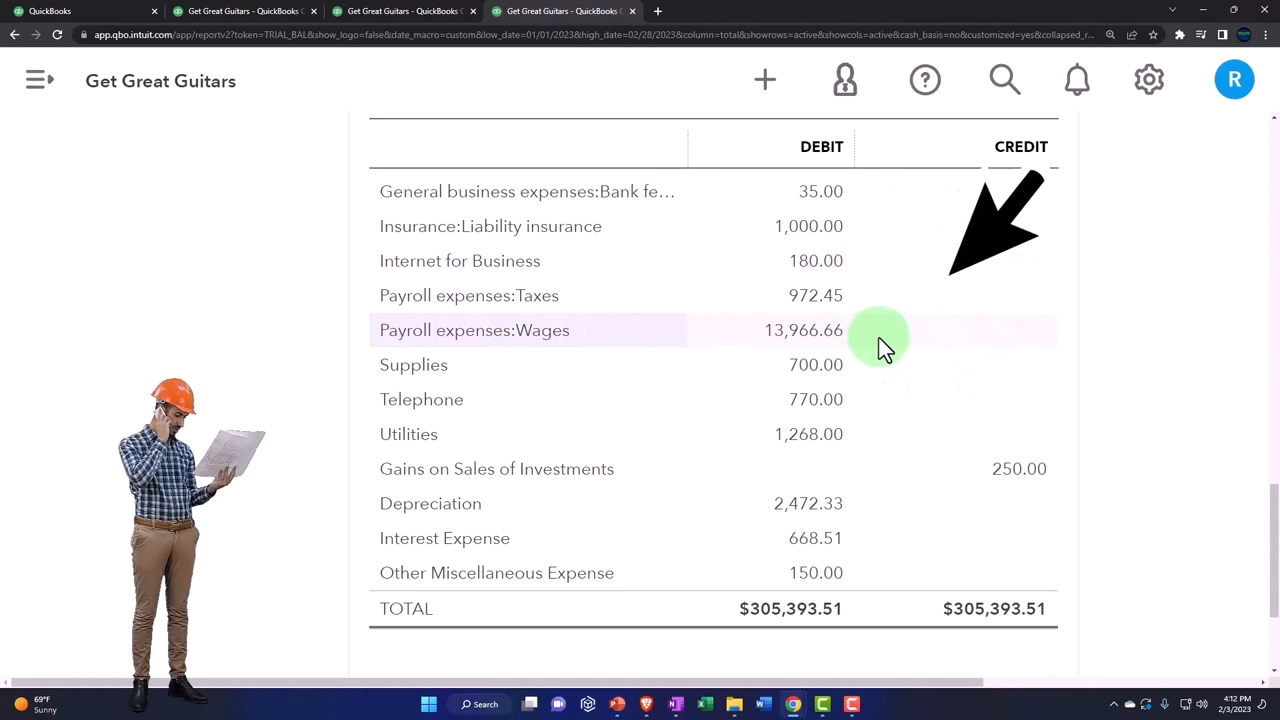 QuickBooks
Get Great Guitars - QuickBooks C
Get Great Guitars - QuickBooks C
Get Great Guitars - QuickBooks C
app.qbo.intuit.com/app/reportv2?token=TRIAL_BAL&show_logo=false&date_macro=custom&low_date=01/01/2023&high_date=02/28/2023&column=total&showrows=active&showcols=active&cash_basis=no&customized=yes&collapsed_r...
Get Great Guitars
R
DEBIT CREDIT
General business expenses:Bank fe... 35.00
Insurance:Liability insurance 1,000.00
Internet for Business 180.00
Payroll expenses:Taxes 972.45
Payroll expenses:Wages 13,966.66
Supplies 700.00
Telephone 770.00
Utilities 1,268.00
Gains on Sales of Investments 250.00
Depreciation 2,472.33
Interest Expense 668.51
Other Miscellaneous Expense 150.00
TOTAL $305,393.51 $305,393.51
69°F
Sunny
Search
4:12 PM
2/3/2023